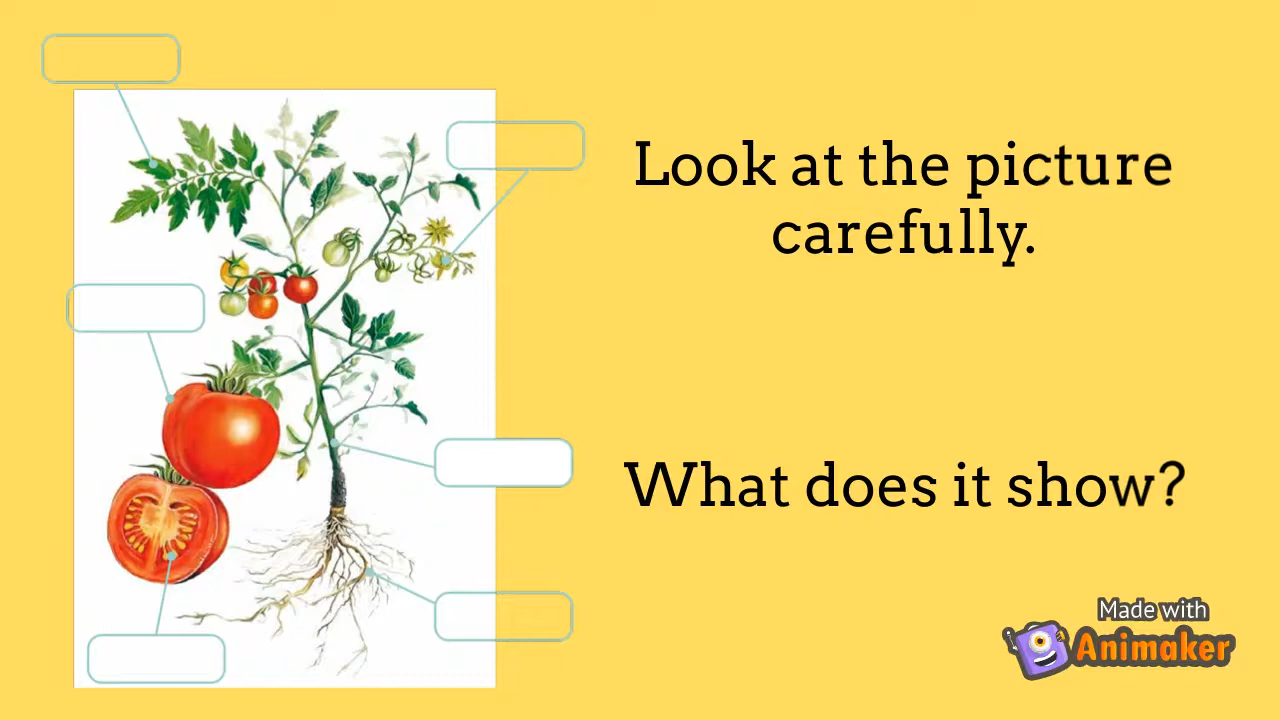 Look at the picture
carefully.
What does it show?
Made with
Animaker